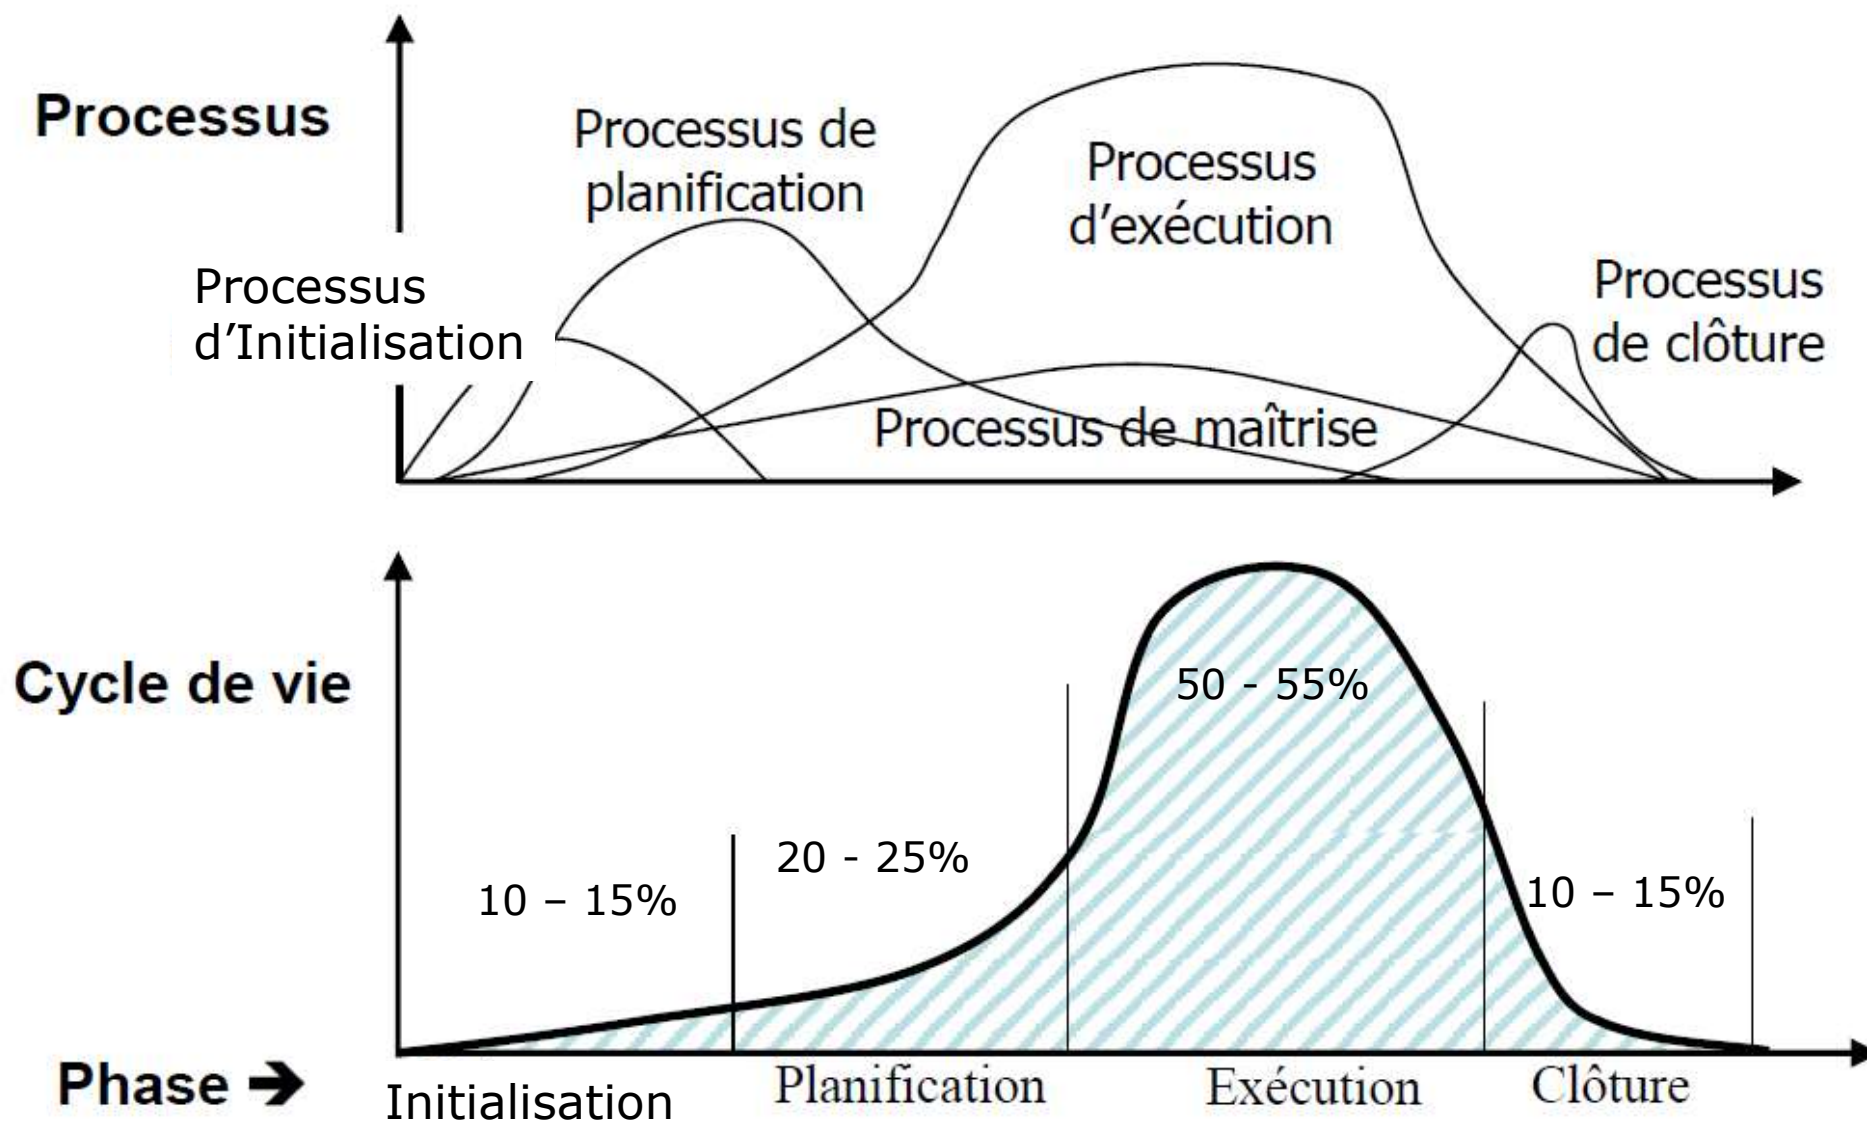 Processus
Processus de
planification
Processus
d’exécution
Processus
d’Initialisation
Processus
de clôture
Processus de maîtrise
Cycle de vie
50 - 55%
20 - 25%
10 – 15%
10 – 15%
Phase ➔
Initialisation
Planification
Exécution
Clôture